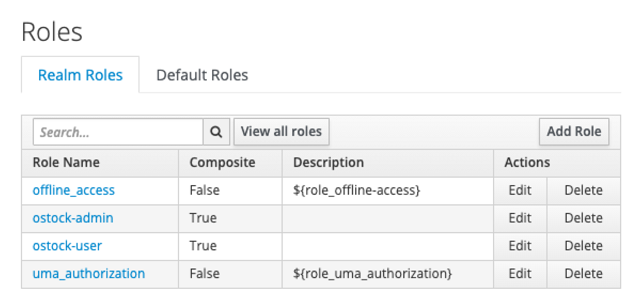 Roles
Realm Roles Default Roles
Search... View all roles Add Role
Role Name Composite Description Actions
offline_access False ${role_offline-access} Edit Delete
ostock-admin True Edit Delete
ostock-user True Edit Delete
uma_authorization False ${role_uma_authorization} Edit Delete